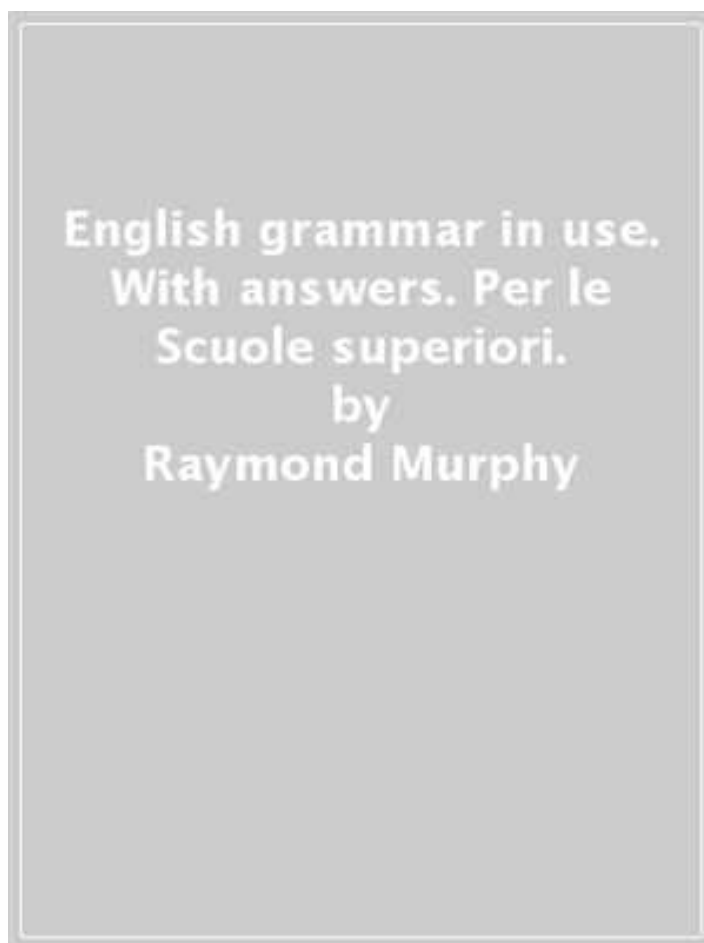 English grammar in use.
With answers. Per le
Scuole superiori.
by
Raymond Murphy